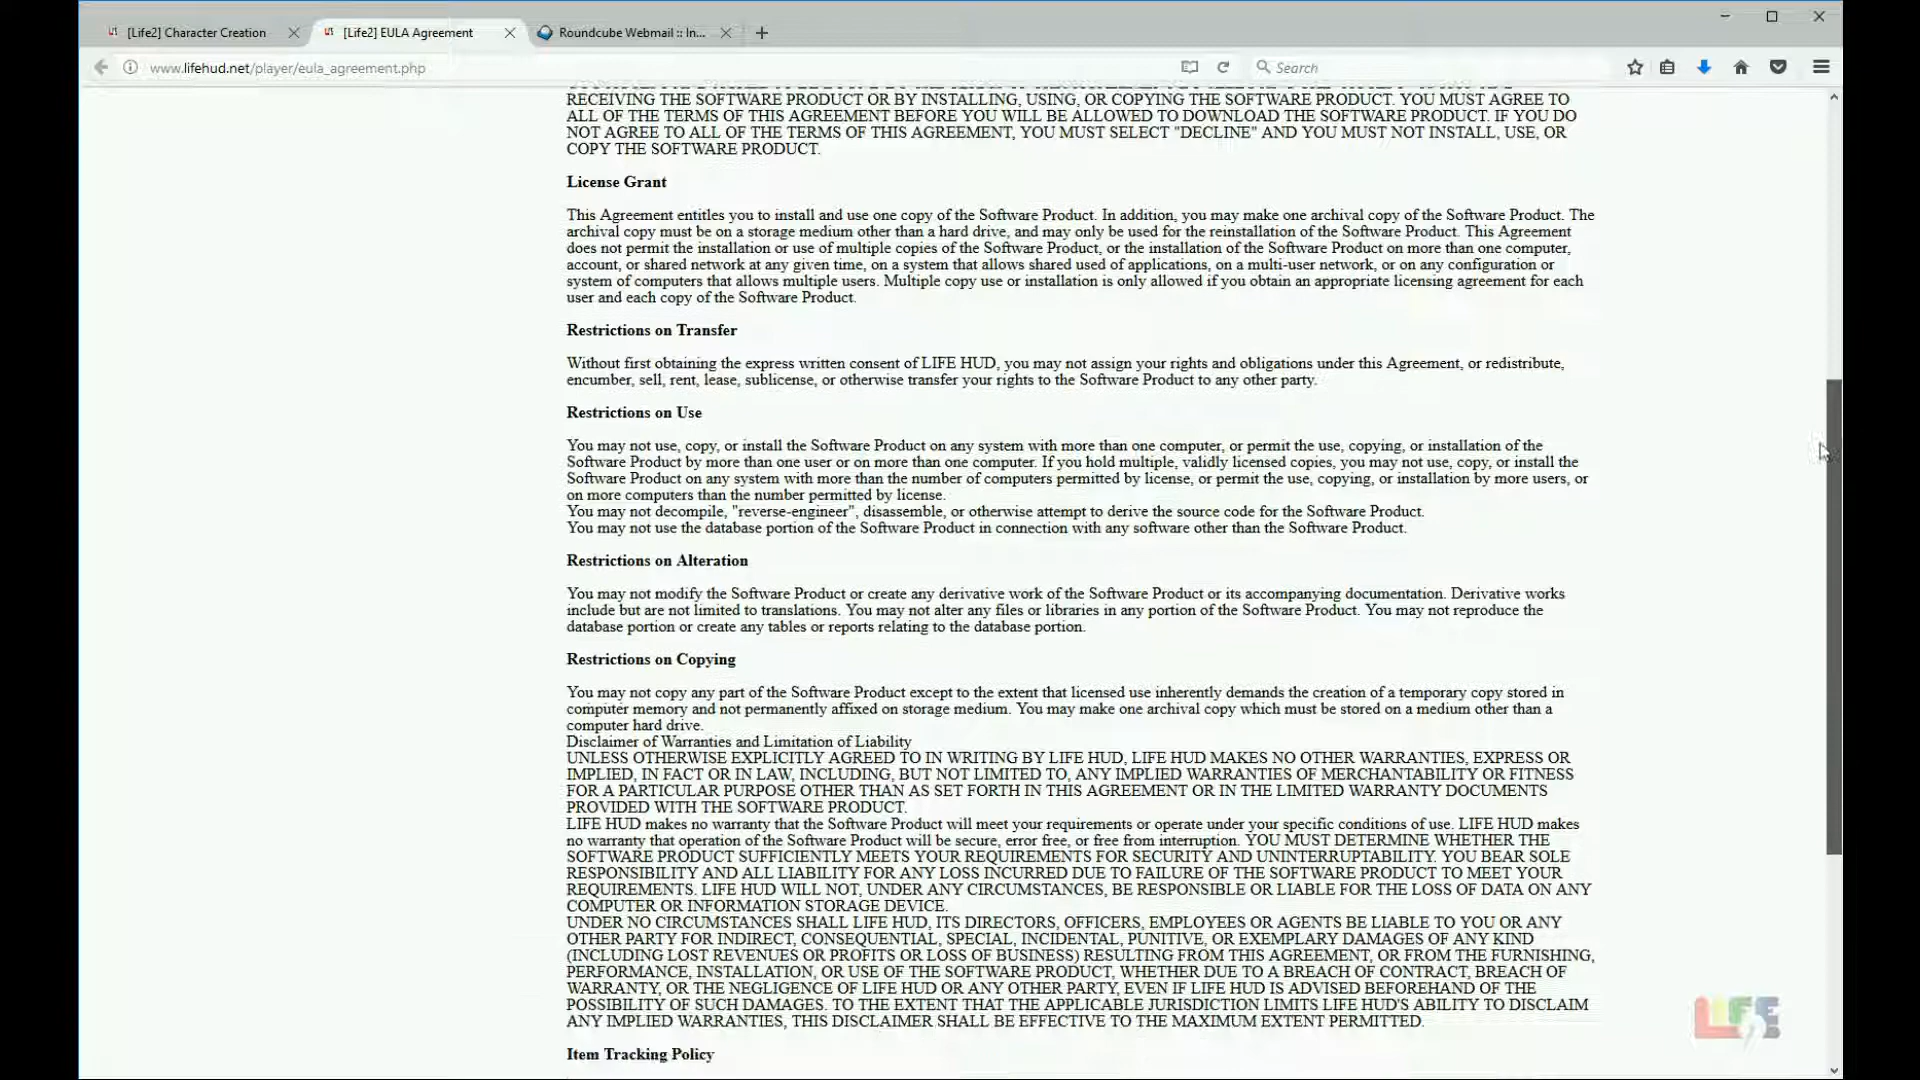 [Life2] Character Creation
[Life2] EULA Agreement
Roundcube Webmail :: In...
www.lifehud.net/player/eula_agreement.php
Search
RECEIVING THE SOFTWARE PRODUCT OR BY INSTALLING, USING, OR COPYING THE SOFTWARE PRODUCT. YOU MUST AGREE TO
ALL OF THE TERMS OF THIS AGREEMENT BEFORE YOU WILL BE ALLOWED TO DOWNLOAD THE SOFTWARE PRODUCT. IF YOU DO
NOT AGREE TO ALL OF THE TERMS OF THIS AGREEMENT, YOU MUST SELECT "DECLINE" AND YOU MUST NOT INSTALL, USE, OR
COPY THE SOFTWARE PRODUCT.
License Grant
This Agreement entitles you to install and use one copy of the Software Product. In addition, you may make one archival copy of the Software Product. The
archival copy must be on a storage medium other than a hard drive, and may only be used for the reinstallation of the Software Product. This Agreement
does not permit the installation or use of multiple copies of the Software Product, or the installation of the Software Product on more than one computer,
account, or shared network at any given time, on a system that allows shared used of applications, on a multi-user network, or on any configuration or
system of computers that allows multiple users. Multiple copy use or installation is only allowed if you obtain an appropriate licensing agreement for each
user and each copy of the Software Product.
Restrictions on Transfer
Without first obtaining the express written consent of LIFE HUD, you may not assign your rights and obligations under this Agreement, or redistribute,
encumber, sell, rent, lease, sublicense, or otherwise transfer your rights to the Software Product to any other party.
Restrictions on Use
You may not use, copy, or install the Software Product on any system with more than one computer, or permit the use, copying, or installation of the
Software Product by more than one user or on more than one computer. If you hold multiple, validly licensed copies, you may not use, copy, or install the
Software Product on any system with more than the number of computers permitted by license, or permit the use, copying, or installation by more users, or
on more computers than the number permitted by license.
You may not decompile, "reverse-engineer", disassemble, or otherwise attempt to derive the source code for the Software Product.
You may not use the database portion of the Software Product in connection with any software other than the Software Product.
Restrictions on Alteration
You may not modify the Software Product or create any derivative work of the Software Product or its accompanying documentation. Derivative works
include but are not limited to translations. You may not alter any files or libraries in any portion of the Software Product. You may not reproduce the
database portion or create any tables or reports relating to the database portion.
Restrictions on Copying
You may not copy any part of the Software Product except to the extent that licensed use inherently demands the creation of a temporary copy stored in
computer memory and not permanently affixed on storage medium. You may make one archival copy which must be stored on a medium other than a
computer hard drive.
Disclaimer of Warranties and Limitation of Liability
UNLESS OTHERWISE EXPLICITLY AGREED TO IN WRITING BY LIFE HUD, LIFE HUD MAKES NO OTHER WARRANTIES, EXPRESS OR
IMPLIED, IN FACT OR IN LAW, INCLUDING, BUT NOT LIMITED TO, ANY IMPLIED WARRANTIES OF MERCHANTABILITY OR FITNESS
FOR A PARTICULAR PURPOSE OTHER THAN AS SET FORTH IN THIS AGREEMENT OR IN THE LIMITED WARRANTY DOCUMENTS
PROVIDED WITH THE SOFTWARE PRODUCT.
LIFE HUD makes no warranty that the Software Product will meet your requirements or operate under your specific conditions of use. LIFE HUD makes
no warranty that operation of the Software Product will be secure, error free, or free from interruption. YOU MUST DETERMINE WHETHER THE
SOFTWARE PRODUCT SUFFICIENTLY MEETS YOUR REQUIREMENTS FOR SECURITY AND UNINTERRUPTABILITY. YOU BEAR SOLE
RESPONSIBILITY AND ALL LIABILITY FOR ANY LOSS INCURRED DUE TO FAILURE OF THE SOFTWARE PRODUCT TO MEET YOUR
REQUIREMENTS. LIFE HUD WILL NOT, UNDER ANY CIRCUMSTANCES, BE RESPONSIBLE OR LIABLE FOR THE LOSS OF DATA ON ANY
COMPUTER OR INFORMATION STORAGE DEVICE.
UNDER NO CIRCUMSTANCES SHALL LIFE HUD, ITS DIRECTORS, OFFICERS, EMPLOYEES OR AGENTS BE LIABLE TO YOU OR ANY
OTHER PARTY FOR INDIRECT, CONSEQUENTIAL, SPECIAL, INCIDENTAL, PUNITIVE, OR EXEMPLARY DAMAGES OF ANY KIND
(INCLUDING LOST REVENUES OR PROFITS OR LOSS OF BUSINESS) RESULTING FROM THIS AGREEMENT, OR FROM THE FURNISHING,
PERFORMANCE, INSTALLATION, OR USE OF THE SOFTWARE PRODUCT, WHETHER DUE TO A BREACH OF CONTRACT, BREACH OF
WARRANTY, OR THE NEGLIGENCE OF LIFE HUD OR ANY OTHER PARTY, EVEN IF LIFE HUD IS ADVISED BEFOREHAND OF THE
POSSIBILITY OF SUCH DAMAGES. TO THE EXTENT THAT THE APPLICABLE JURISDICTION LIMITS LIFE HUD'S ABILITY TO DISCLAIM
ANY IMPLIED WARRANTIES, THIS DISCLAIMER SHALL BE EFFECTIVE TO THE MAXIMUM EXTENT PERMITTED.
Item Tracking Policy
LIFE
2